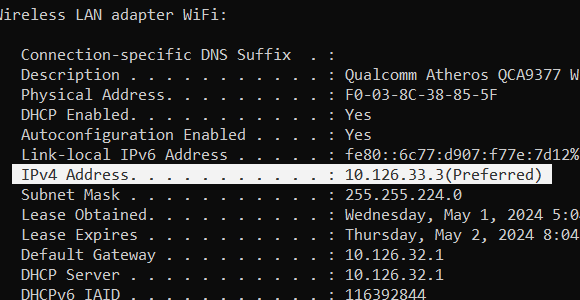 Wireless LAN adapter WiFi:
Connection-specific DNS Suffix . :
Description . . . . . . . . . . . : Qualcomm Atheros QCA9377 W
Physical Address. . . . . . . . . : F0-03-8C-38-85-5F
DHCP Enabled. . . . . . . . . . . : Yes
Autoconfiguration Enabled . . . . : Yes
Link-local IPv6 Address . . . . . : fe80::6c77:d907:f77e:7d12%
IPv4 Address. . . . . . . . . . . : 10.126.33.3(Preferred)
Subnet Mask . . . . . . . . . . . : 255.255.224.0
Lease Obtained. . . . . . . . . . : Wednesday, May 1, 2024 5:0
Lease Expires . . . . . . . . . . : Thursday, May 2, 2024 8:04
Default Gateway . . . . . . . . . : 10.126.32.1
DHCP Server . . . . . . . . . . . : 10.126.32.1
DHCPv6 IAID . . . . . . . . . . . : 116392844